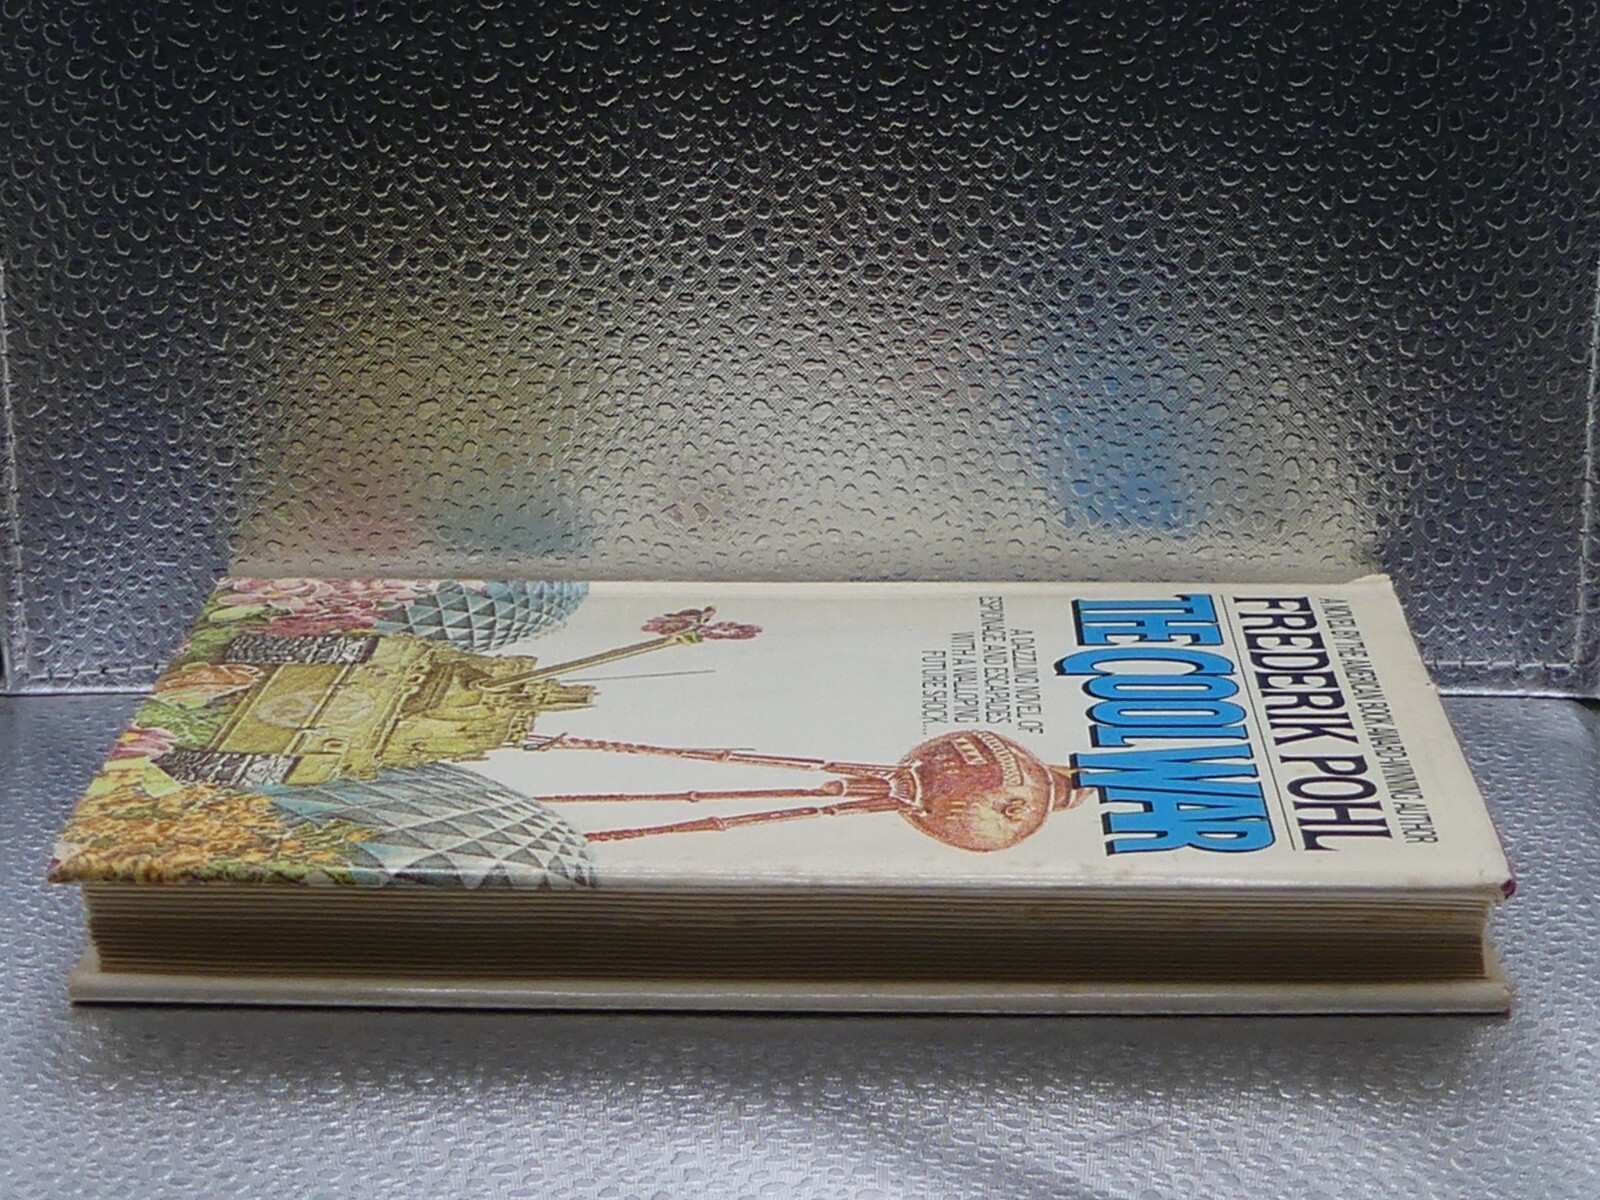 A NOVEL BY THE AMERICAN BOOK AWARD-WINNING AUTHOR
FREDERIK POHL
THE COOL WAR
A DAZZLING NOVEL OF
ESPIONAGE AND ESCAPADES
WITH A WALLOPING
FUTURE SHOCK...